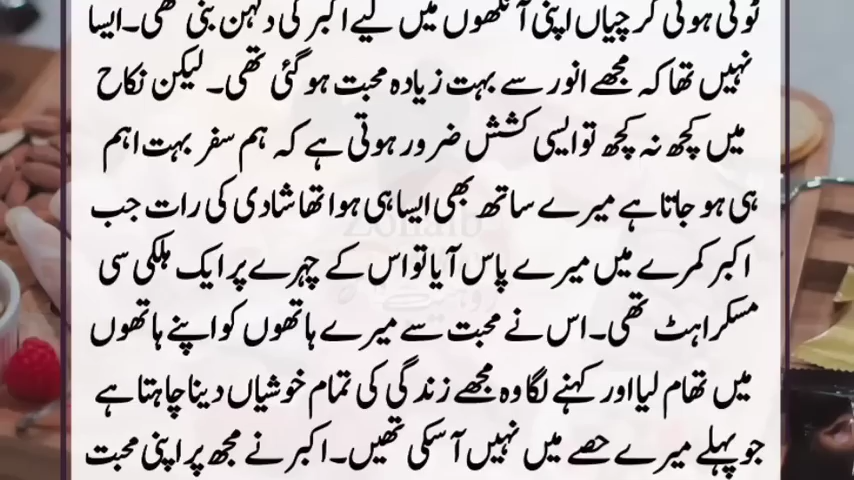 ٹوٹی ہوئی کرچیاں اپنی آنکھوں میں لیے اکبر کی دلہن بنی تھی۔ایسا
نہیں تھا کہ مجھے انور سے بہت زیادہ محبت ہو گئی تھی۔ لیکن نکاح
میں کچھ نہ کچھ تو ایسی کشش ضرور ہوتی ہے کہ ہم سفر بہت اہم
ہی ہو جاتا ہے میرے ساتھ بھی ایسا ہی ہوا تھا شادی کی رات جب
اکبر کمرے میں میرے پاس آیا تو اس کے چہرے پر ایک ہلکی سی
مسکراہٹ تھی۔اس نے محبت سے میرے ہاتھوں کو اپنے ہاتھوں
میں تھام لیا اور کہنے لگا وہ مجھے زندگی کی تمام خوشیاں دینا چاہتا ہے
جو پہلے میرے حصے میں نہیں آ سکی تھیں۔اکبر نے مجھ پر اپنی محبت